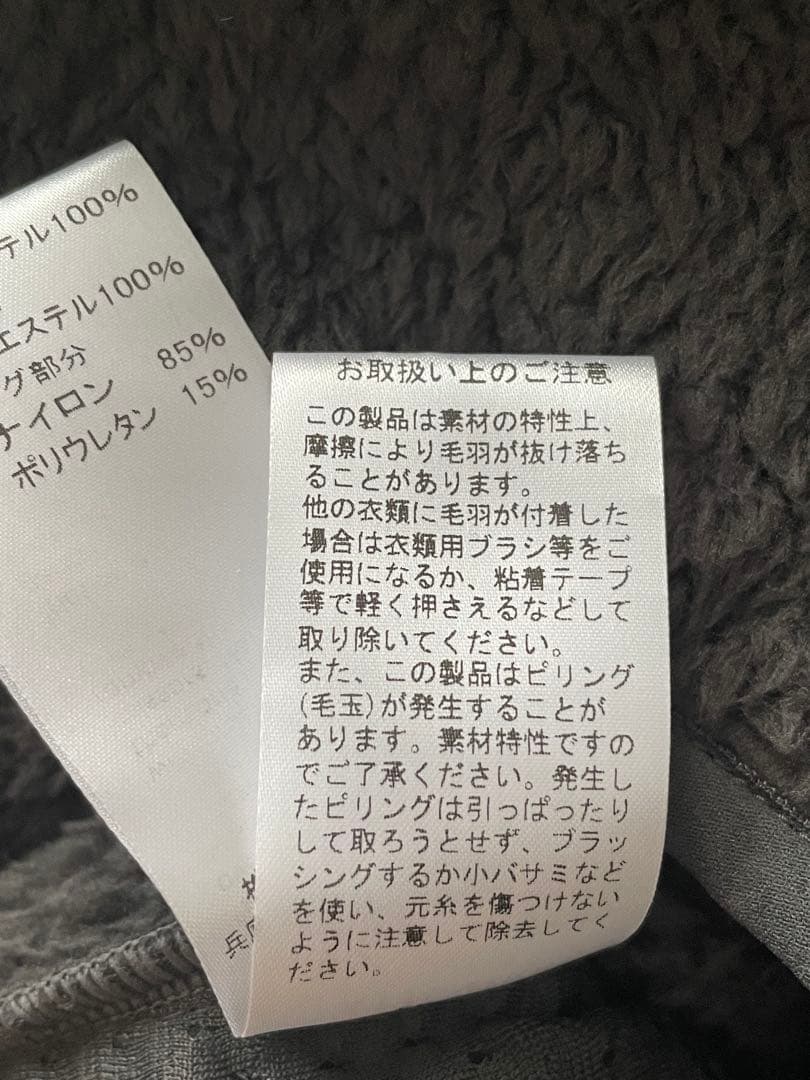 テル100%
エステル100%
グ部分
ナイロン 85%
ポリウレタン 15%
兵
お取扱い上のご注意
この製品は素材の特性上、
摩擦により毛羽が抜け落ち
ることがあります。
他の衣類に毛羽が付着した
場合は衣類用ブラシ等をご
使用になるか、粘着テープ
等で軽く押さえるなどして
取り除いてください。
また、この製品はピリング
(毛玉)が発生することが
あります。素材特性ですの
でご了承ください。発生し
たピリングは引っぱったり
して取ろうとせず、ブラッ
シングするか小バサミなど
を使い、元糸を傷つけない
ように注意して除去してく
ださい。